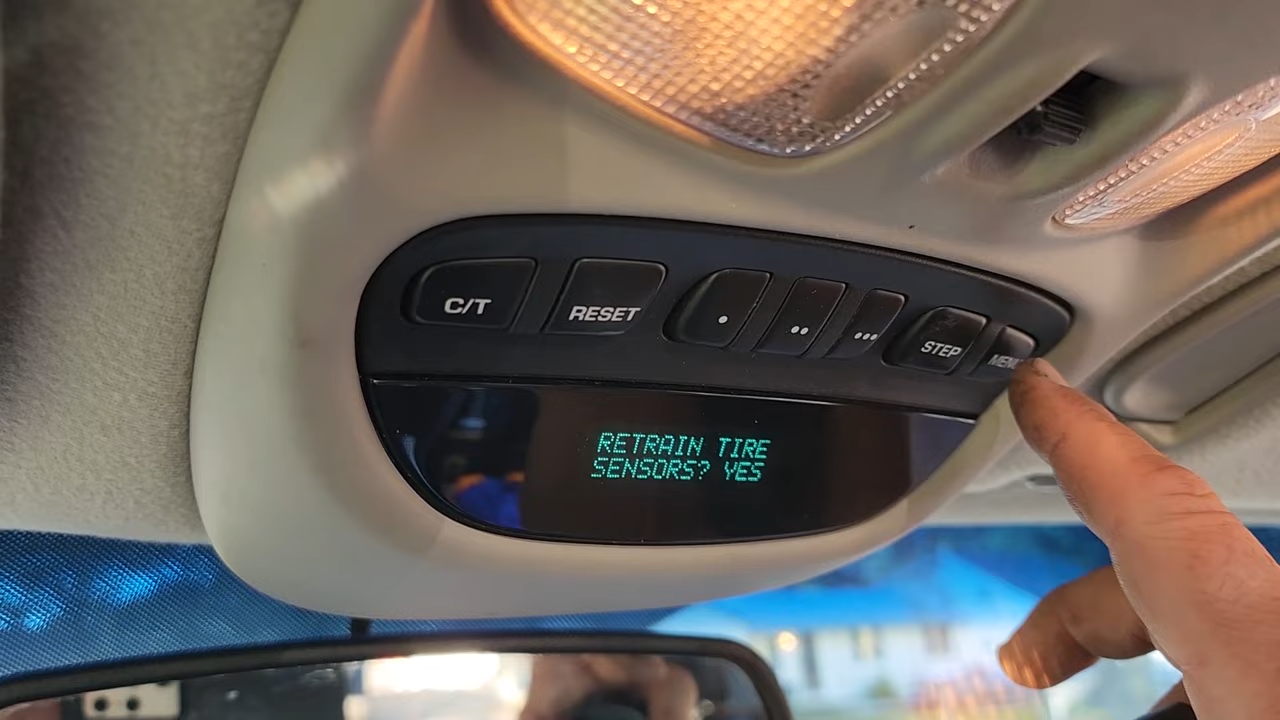 C/T
RESET
STEP
RETRAIN TIRE
SENSORS? YES